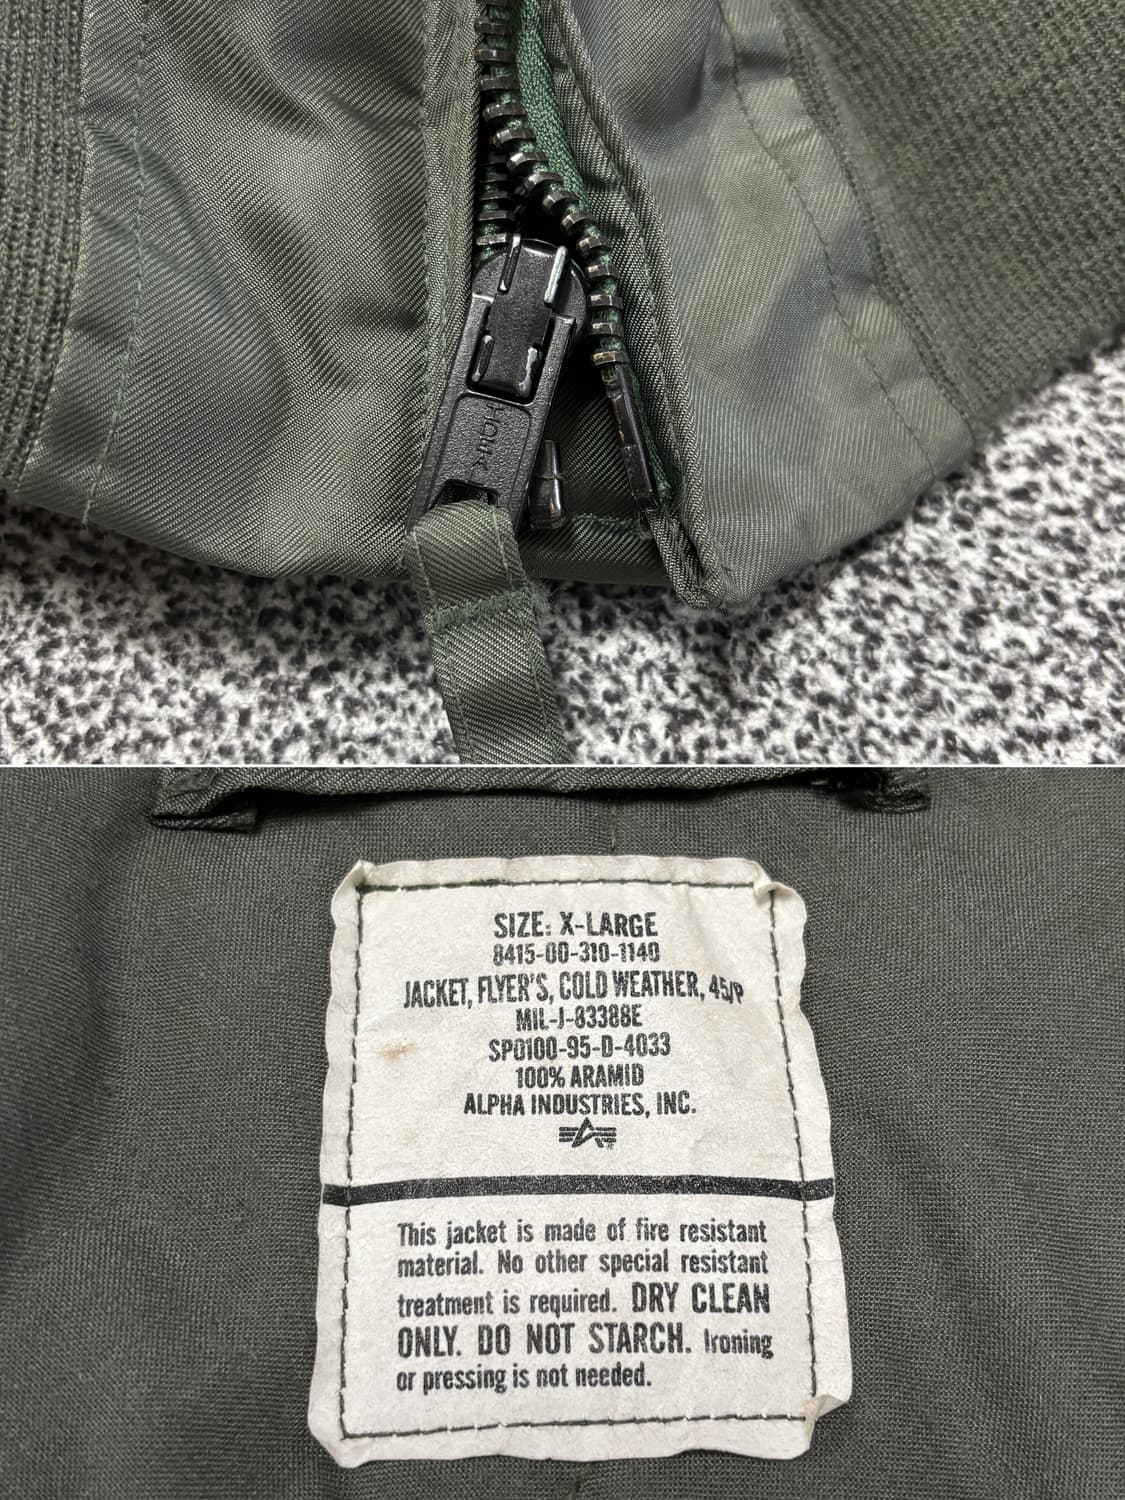 SIZE: X-LARGE
8415-00-310-1140
JACKET, FLYER'S, COLD WEATHER, 45/P
MIL-J-83388E
SP0100-95-D-4033
100% ARAMID
ALPHA INDUSTRIES, INC.
This jacket is made of fire resistant
material. No other special resistant
treatment is required. DRY CLEAN
ONLY. DO NOT STARCH. Ironing
or pressing is not needed.